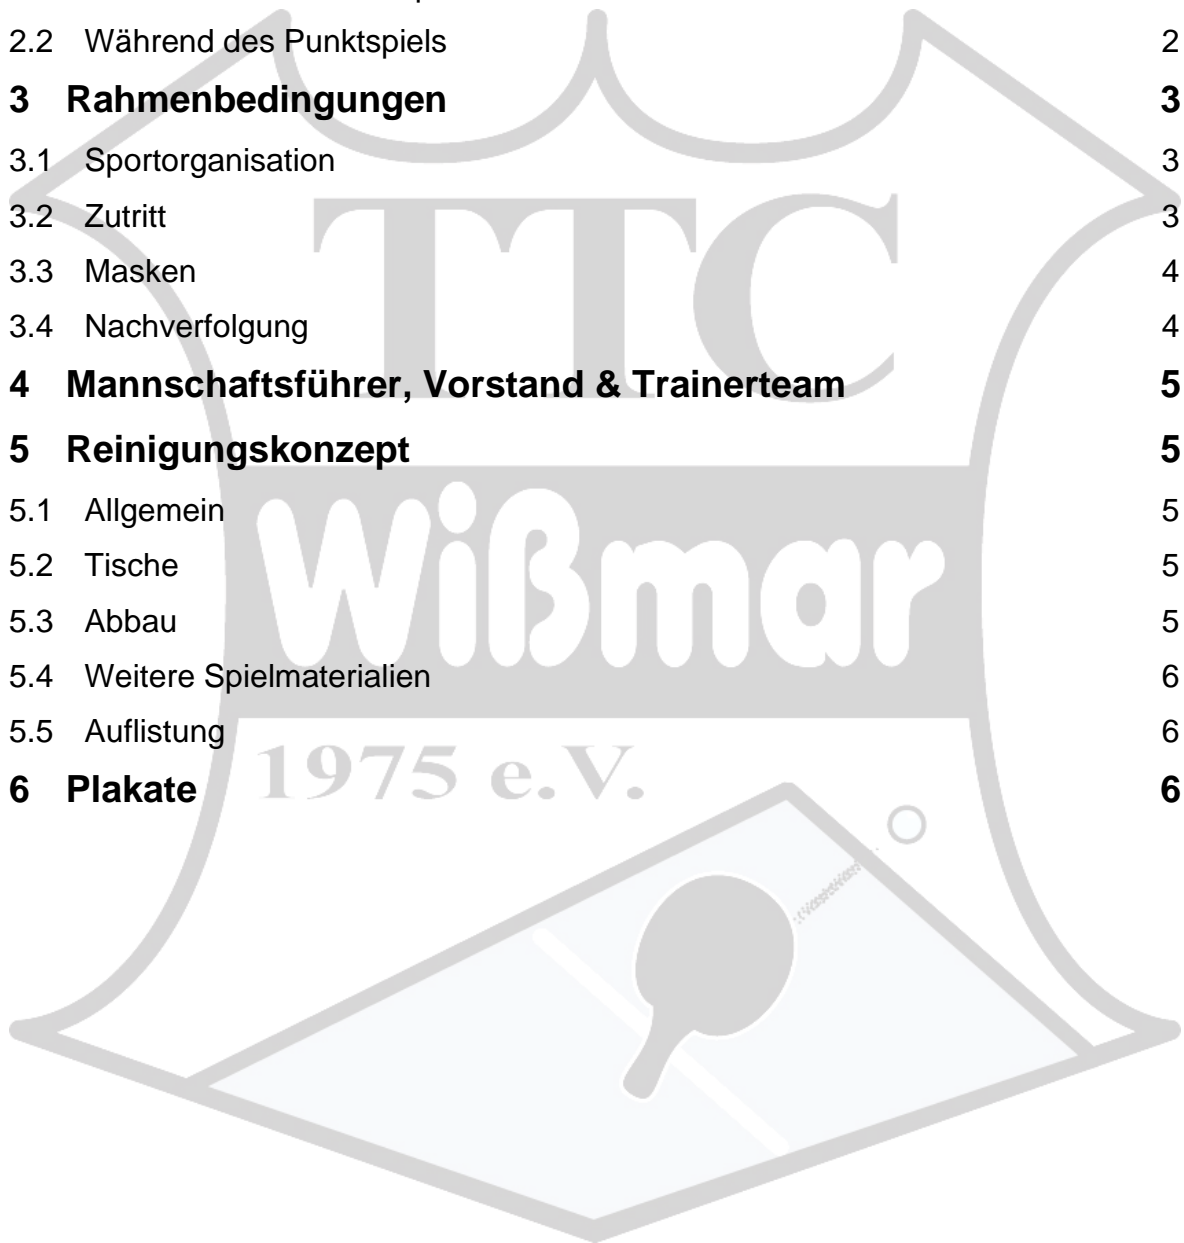 2.2 Während des Punktspiels 2
3 Rahmenbedingungen 3
3.1 Sportorganisation 3
3.2 Zutritt 3
3.3 Masken 4
3.4 Nachverfolgung 4
TTC
4 Mannschaftsführer, Vorstand & Trainerteam 5
5 Reinigungskonzept 5
5.1 Allgemein 5
5.2 Tische 5
Wißmar
5.3 Abbau 5
5.4 Weitere Spielmaterialien 6
5.5 Auflistung 6
1975 e.V.
6 Plakate 6